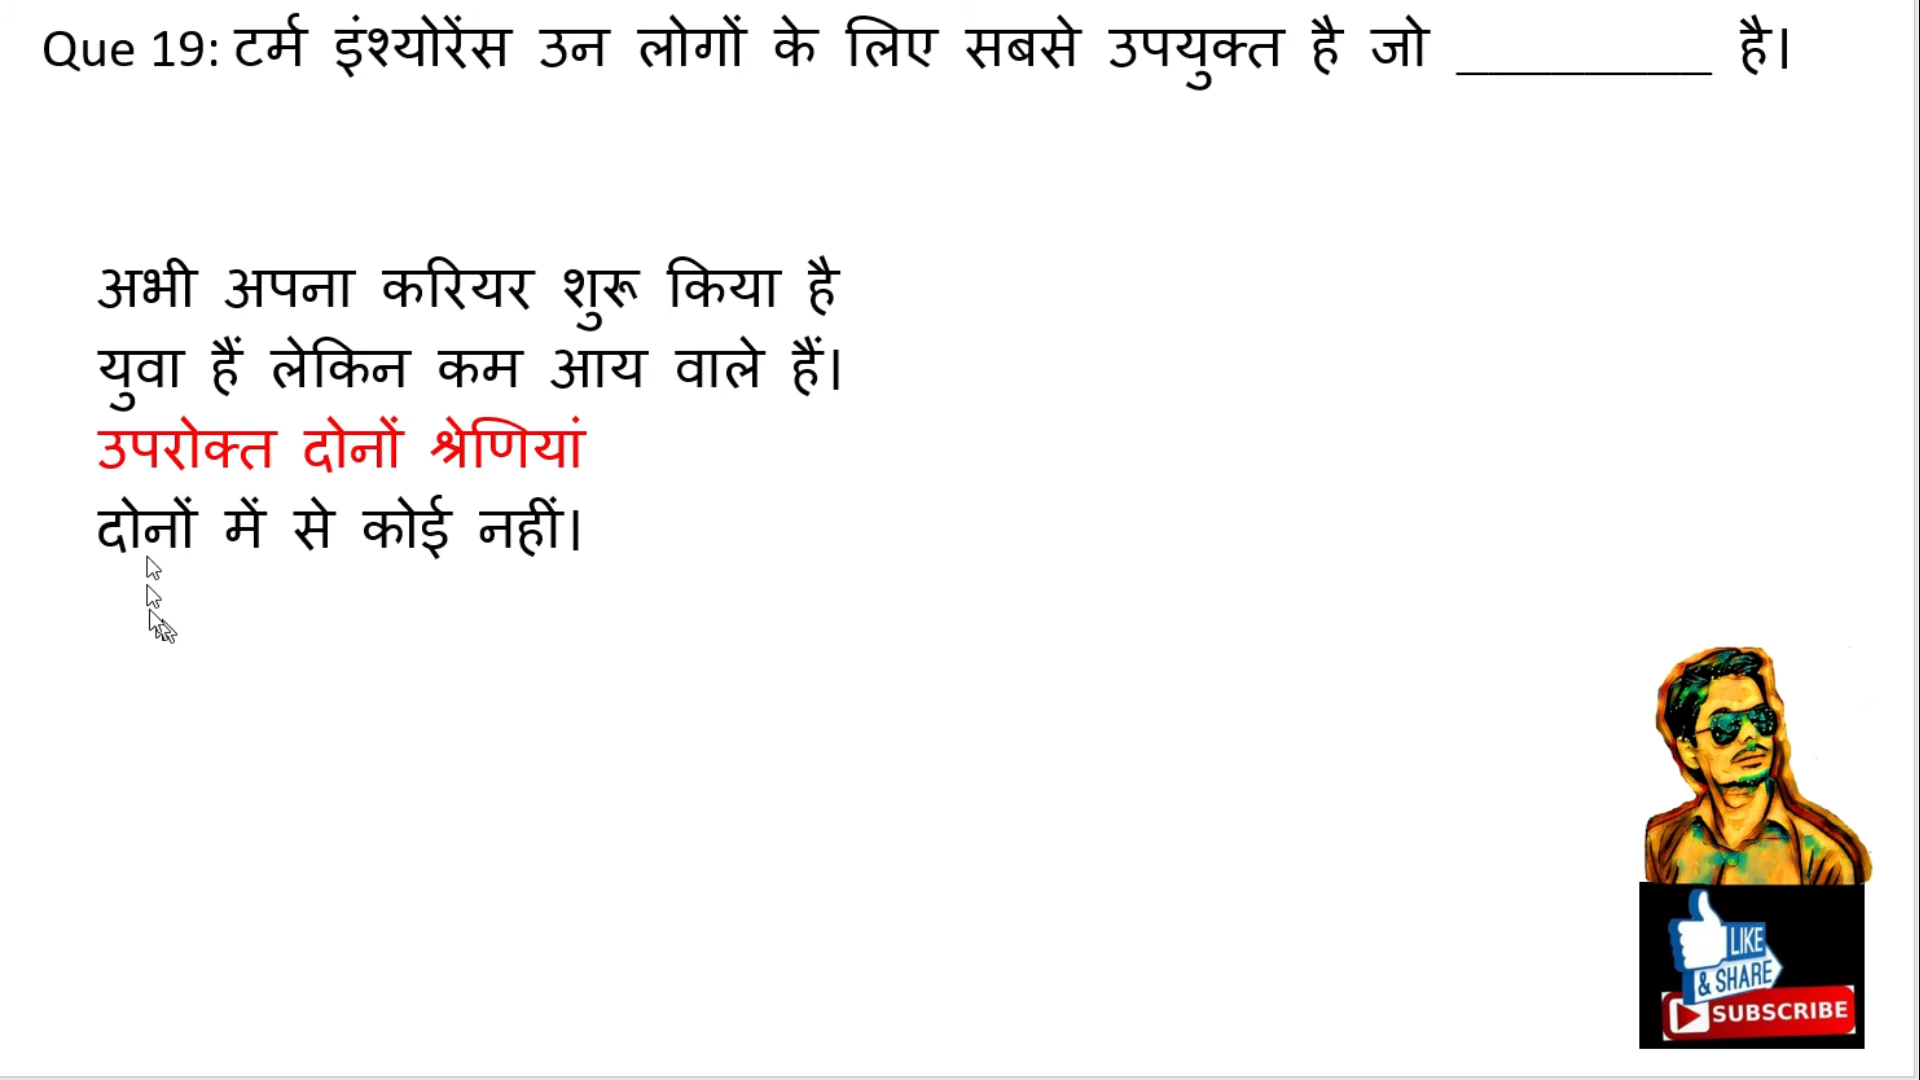 Que 19: टर्म इंश्योरेंस उन लोगों के लिए सबसे उपयुक्त है जो __________ है।
अभी अपना करियर शुरू किया है
युवा हैं लेकिन कम आय वाले हैं।
उपरोक्त दोनों श्रेणियां
दोनों में से कोई नहीं।
LIKE
& SHARE
SUBSCRIBE